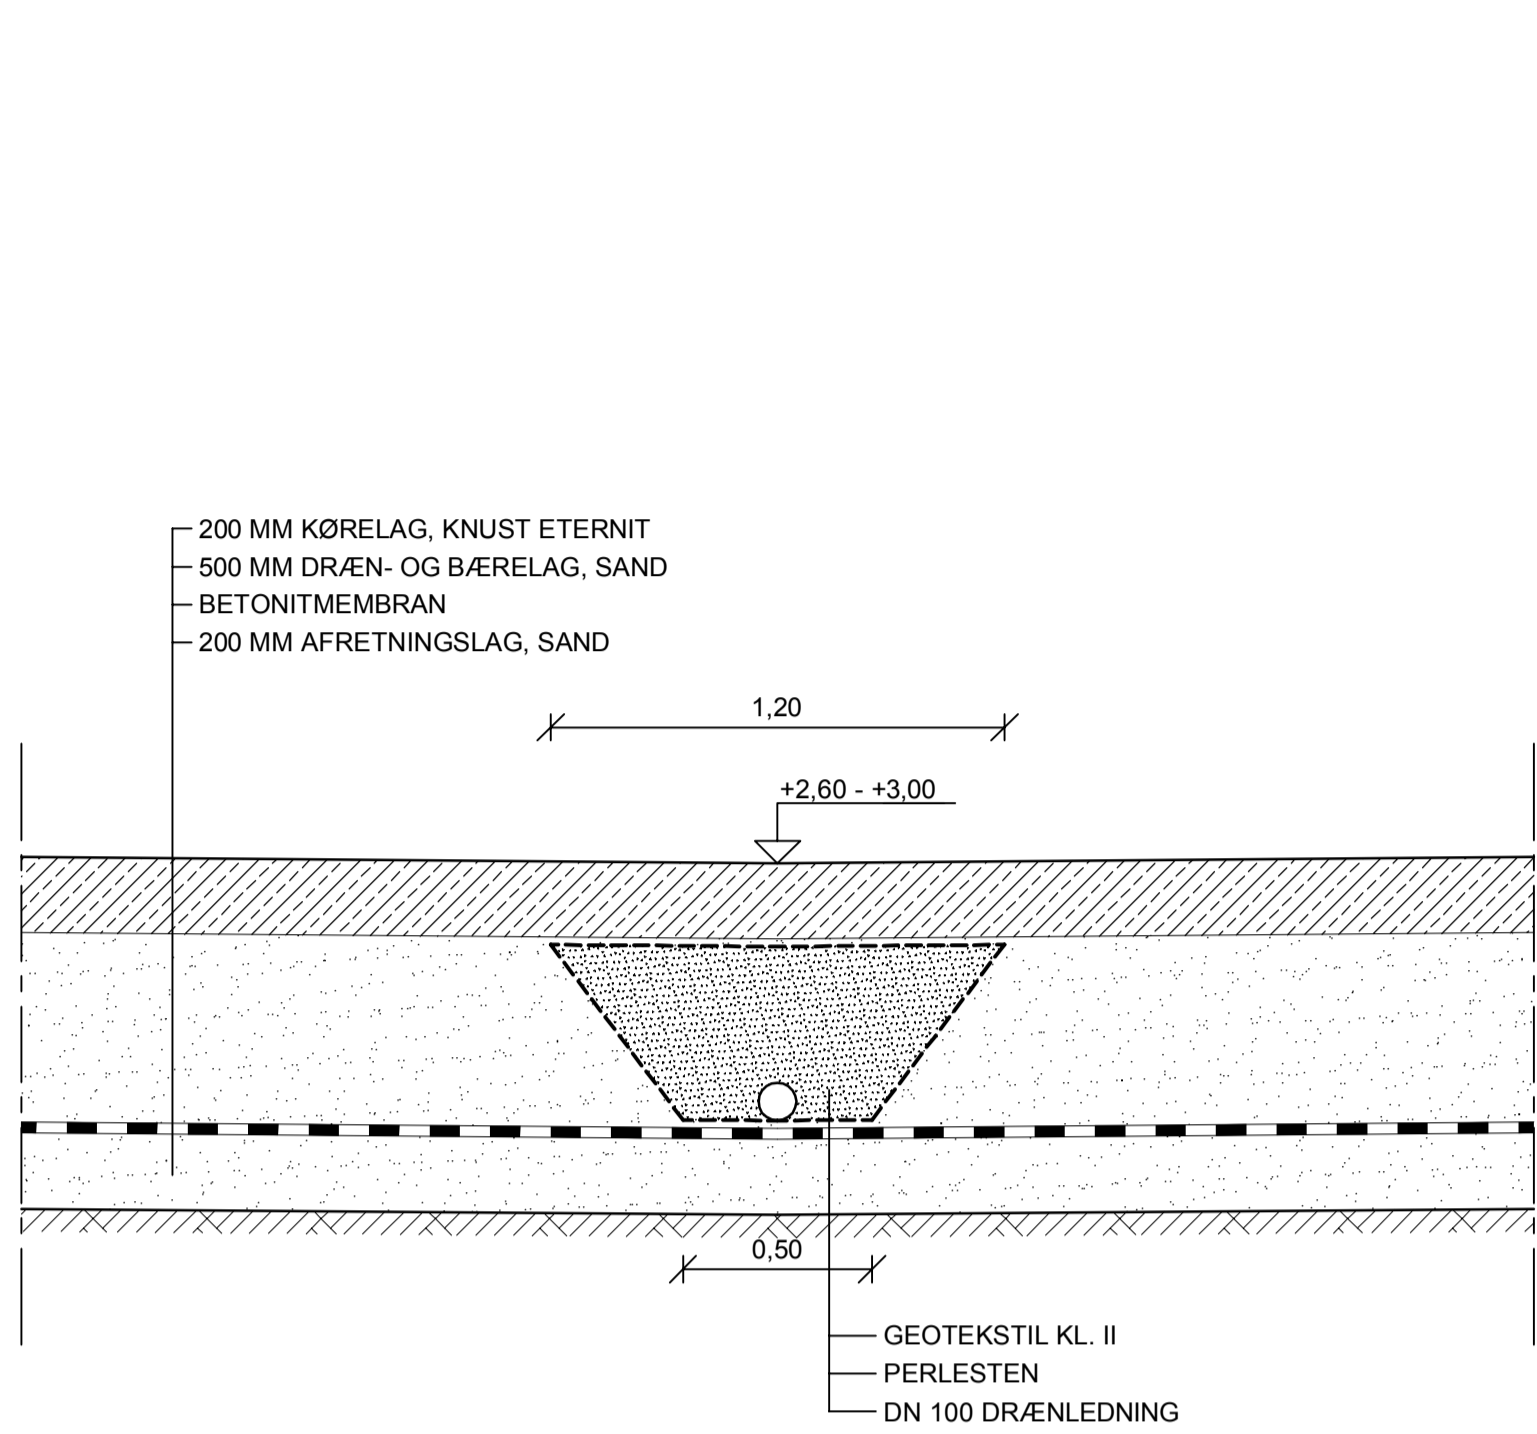 200 MM KØRELAG, KNUST ETERNIT
500 MM DRÆN- OG BÆRELAG, SAND
BETONITMEMBRAN
200 MM AFRETNINGSLAG, SAND
1,20
+2,60 - +3,00
0,50
GEOTEKSTIL KL. II
PERLESTEN
DN 100 DRÆNLEDNING